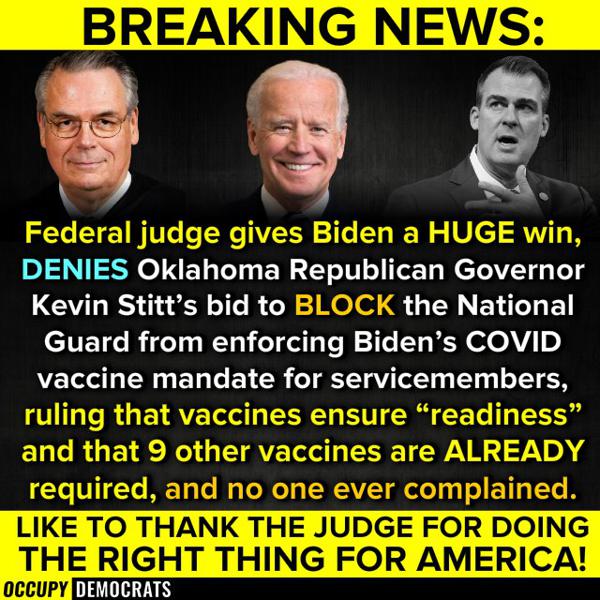 BREAKING NEWS:
Federal judge gives Biden a HUGE win,
DENIES Oklahoma Republican Governor
Kevin Stitt’s bid to BLOCK the National
Guard from enforcing Biden’s COVID
vaccine mandate for servicemembers,
ruling that vaccines ensure “readiness”
and that 9 other vaccines are ALREADY
required, and no one ever complained.
LIKE TO THANK THE JUDGE FOR DOING
THE RIGHT THING FOR AMERICA!
OCCUPY DEMOCRATS